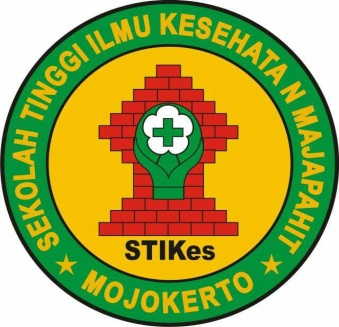 SEKOLAH TINGGI ILMU KESEHATA N MAJAPAHIT
STIKes
MOJOKERTO